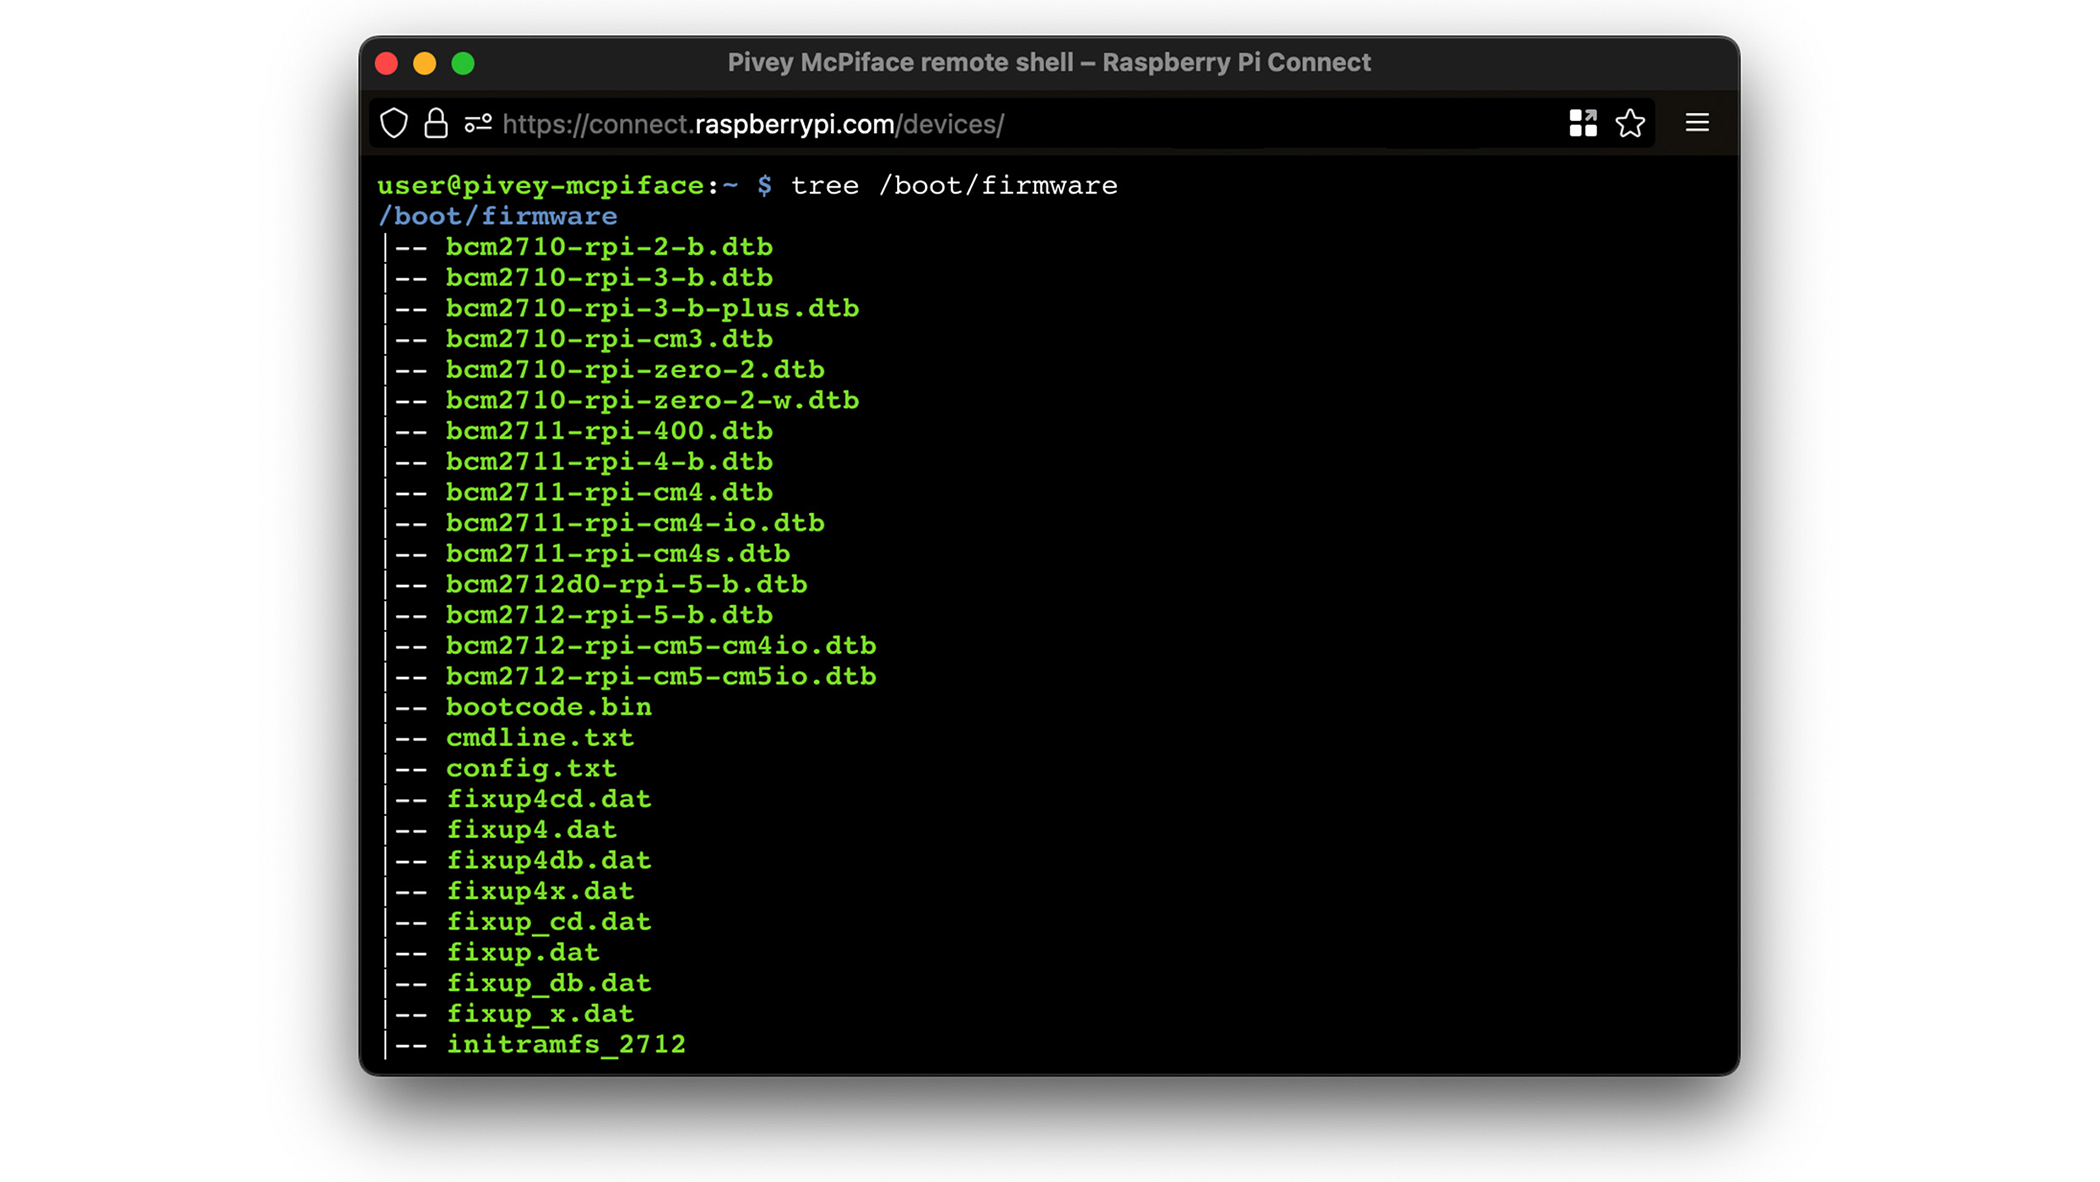 Pivey McPiface remote shell – Raspberry Pi Connect
https://connect.raspberrypi.com/devices/
user@pivey-mcpiface:~ $ tree /boot/firmware
/boot/firmware
|-- bcm2710-rpi-2-b.dtb
|-- bcm2710-rpi-3-b.dtb
|-- bcm2710-rpi-3-b-plus.dtb
|-- bcm2710-rpi-cm3.dtb
|-- bcm2710-rpi-zero-2.dtb
|-- bcm2710-rpi-zero-2-w.dtb
|-- bcm2711-rpi-400.dtb
|-- bcm2711-rpi-4-b.dtb
|-- bcm2711-rpi-cm4.dtb
|-- bcm2711-rpi-cm4-io.dtb
|-- bcm2711-rpi-cm4s.dtb
|-- bcm2712d0-rpi-5-b.dtb
|-- bcm2712-rpi-5-b.dtb
|-- bcm2712-rpi-cm5-cm4io.dtb
|-- bcm2712-rpi-cm5-cm5io.dtb
|-- bootcode.bin
|-- cmdline.txt
|-- config.txt
|-- fixup4cd.dat
|-- fixup4.dat
|-- fixup4db.dat
|-- fixup4x.dat
|-- fixup_cd.dat
|-- fixup.dat
|-- fixup_db.dat
|-- fixup_x.dat
|-- initramfs_2712